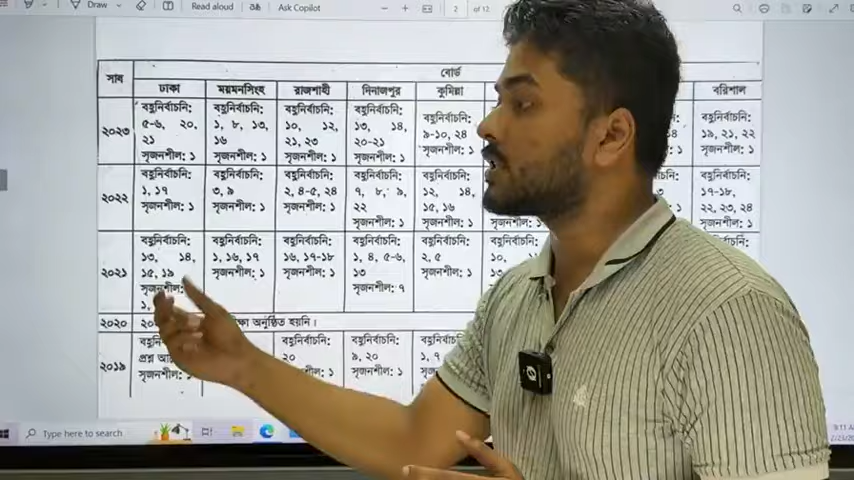 Draw
Read aloud
Ask Copilot
2 of 12
বোর্ড
সাল ঢাকা ময়মনসিংহ রাজশাহী দিনাজপুর কুমিল্লা বরিশাল
২০২৩
বহুনির্বাচনি: ৫-৬, ২০, ২১ সৃজনশীল: ১
বহুনির্বাচনি: ১, ৮, ১৩, ১৬ সৃজনশীল: ১
বহুনির্বাচনি: ১০, ১২, ২১, ২৩ সৃজনশীল: ১
বহুনির্বাচনি: ১৩, ১৪, ২০-২১ সৃজনশীল: ১
বহুনির্বাচনি: ৯-১০, ২৪ সৃজনশীল: ১
বহুনির্বাচনি: ১৯, ২১, ২২ সৃজনশীল: ১
২০২২
বহুনির্বাচনি: ১, ১৭ সৃজনশীল: ১
বহুনির্বাচনি: ৩, ৯ সৃজনশীল: ১
বহুনির্বাচনি: ২, ৪-৫, ২৪ সৃজনশীল: ১
বহুনির্বাচনি: ৭, ৮, ৯, ২২ সৃজনশীল: ১
বহুনির্বাচনি: ১২, ১৪, ১৫, ১৬ সৃজনশীল: ১
বহুনির্বাচনি: ১৭-১৮, ২২, ২৩, ২৪ সৃজনশীল: ১
২০২১
বহুনির্বাচনি: ১৩, ১৪, ১৫, ১৯ সৃজনশীল: ১,
বহুনির্বাচনি: ১, ১৬, ১৭ সৃজনশীল: ১
বহুনির্বাচনি: ১৬, ১৭-১৮ সৃজনশীল: ১
বহুনির্বাচনি: ১, ৪, ৫-৬, ১৩ সৃজনশীল: ৭
বহুনির্বাচনি: ২, ৫ সৃজনশীল: ১
২০২০ অনুষ্ঠিত হয়নি।
২০১৯
সৃজনশীল: ১
২০ সৃজনশীল: ১
বহুনির্বাচনি: ৯, ২০ সৃজনশীল: ১
১, ৭
Type here to search
9:11